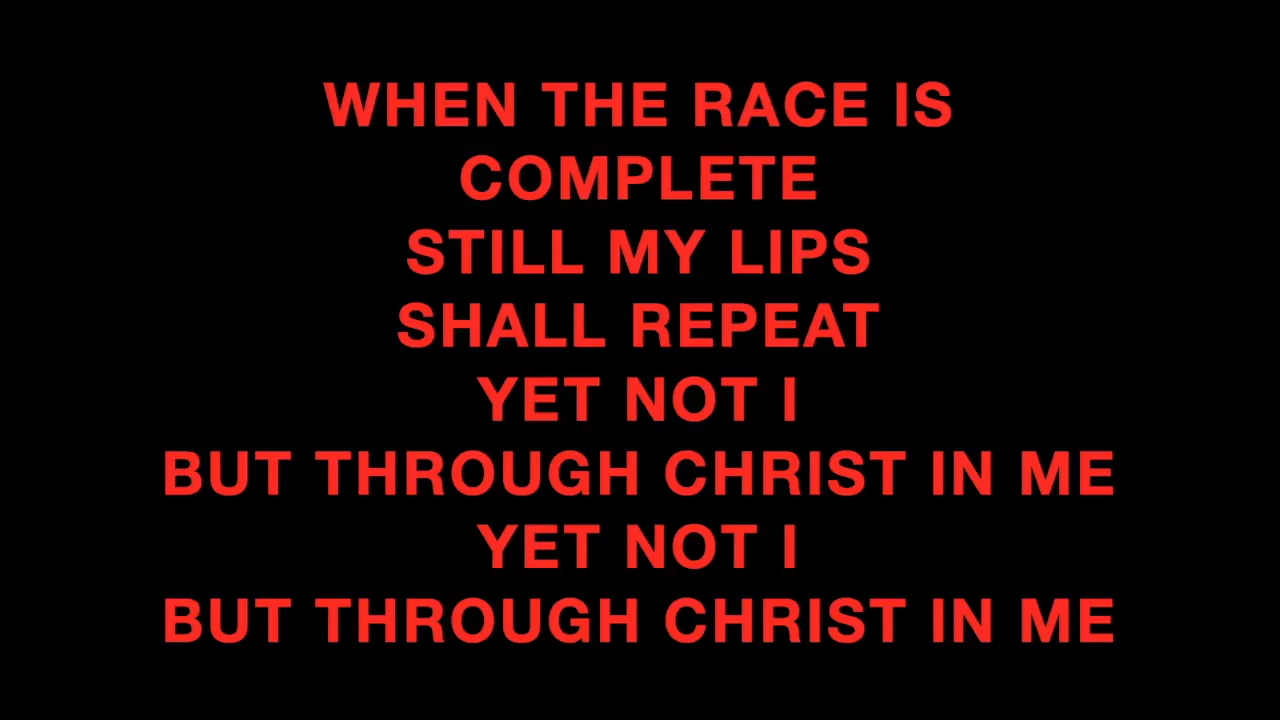 WHEN THE RACE IS
COMPLETE
STILL MY LIPS
SHALL REPEAT
YET NOT I
BUT THROUGH CHRIST IN ME
YET NOT I
BUT THROUGH CHRIST IN ME